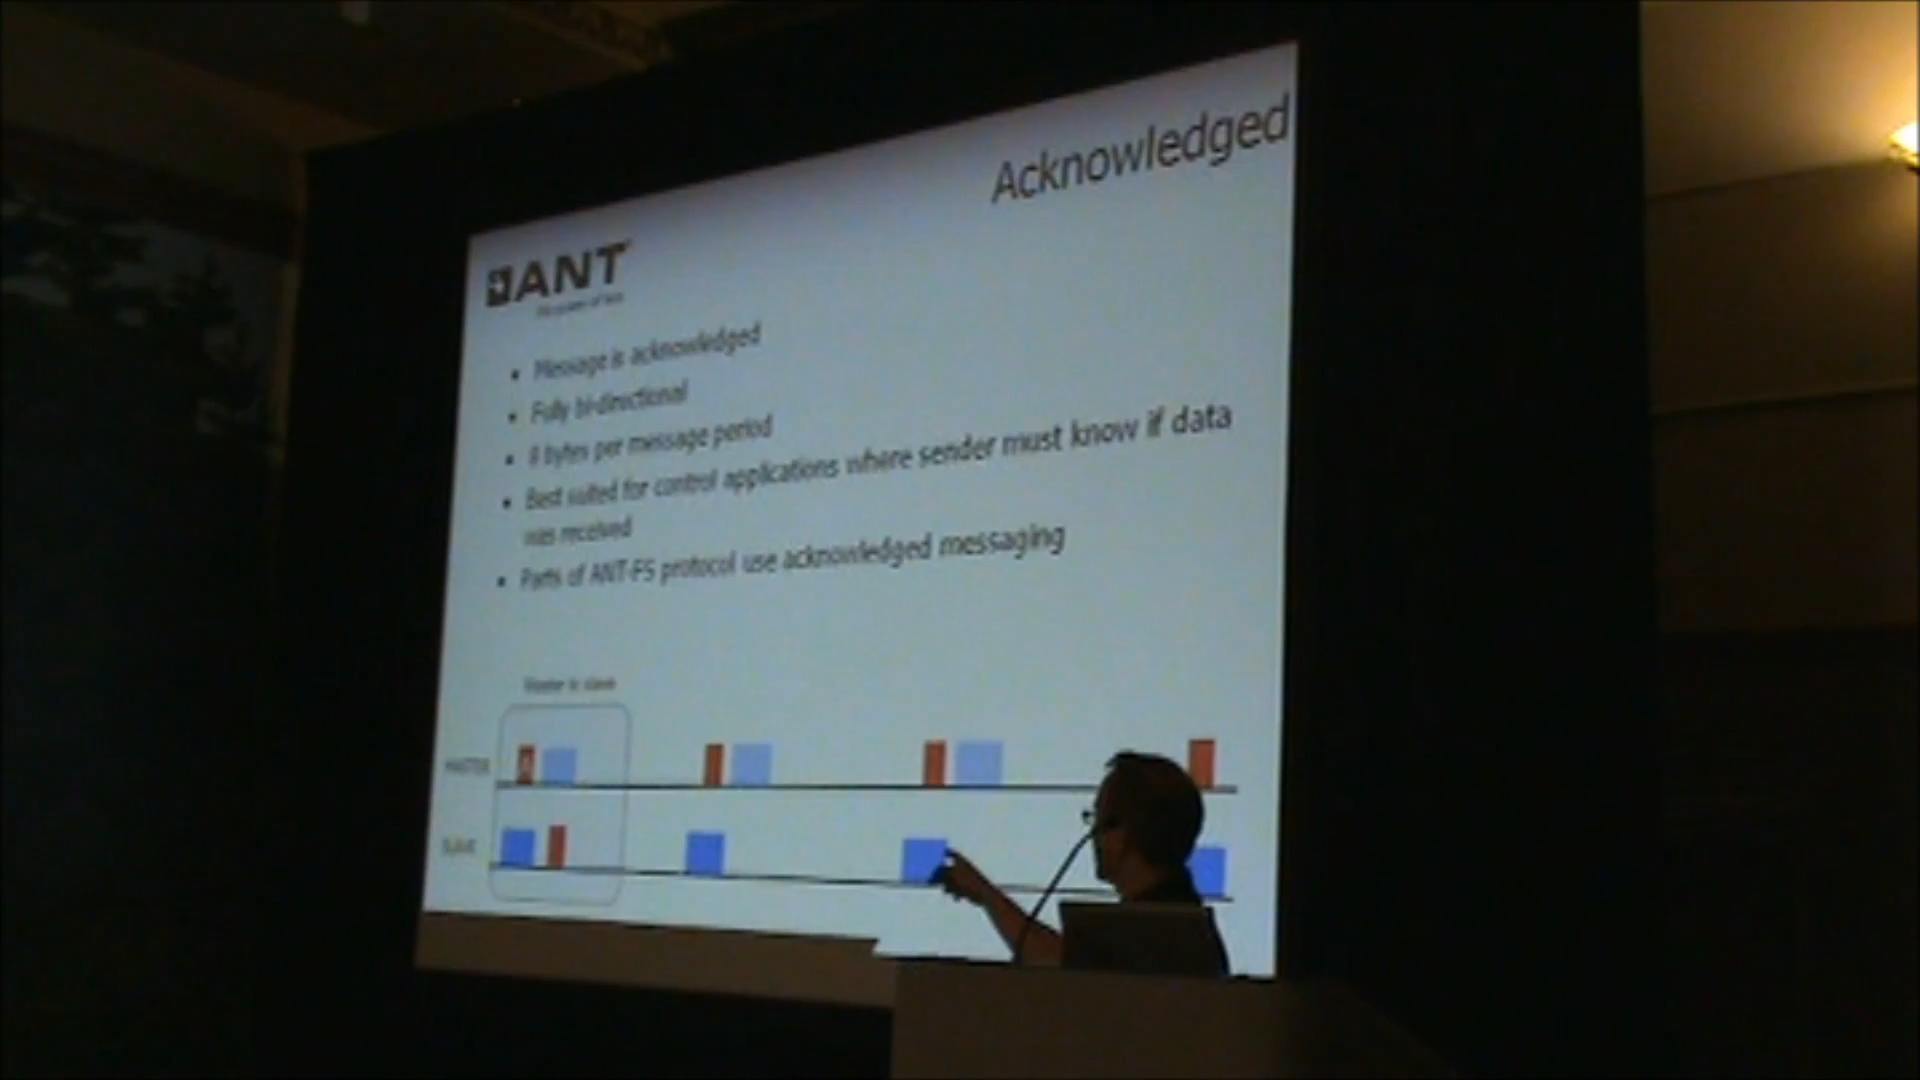 Acknowledged
ANT
Message is acknowledged
Fully bi-directional
8 bytes per message period
Best suited for control applications where sender must know if data
was received
Parts of ANT-FS protocol use acknowledged messaging
Master to slave
A
MASTER
SLAVE